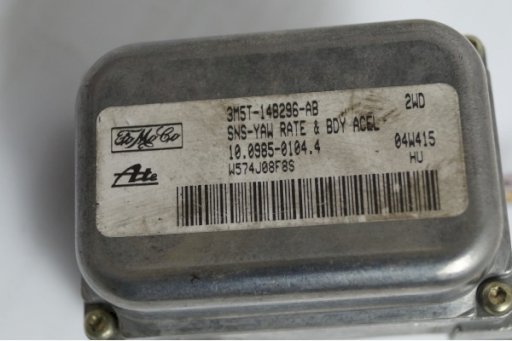 3M5T-14B296-AB 2WD
SNS-YAW RATE & BDY ACEL
FoMoCo
10.0985-0104.4 04W415
Ate W574J08F8S HU